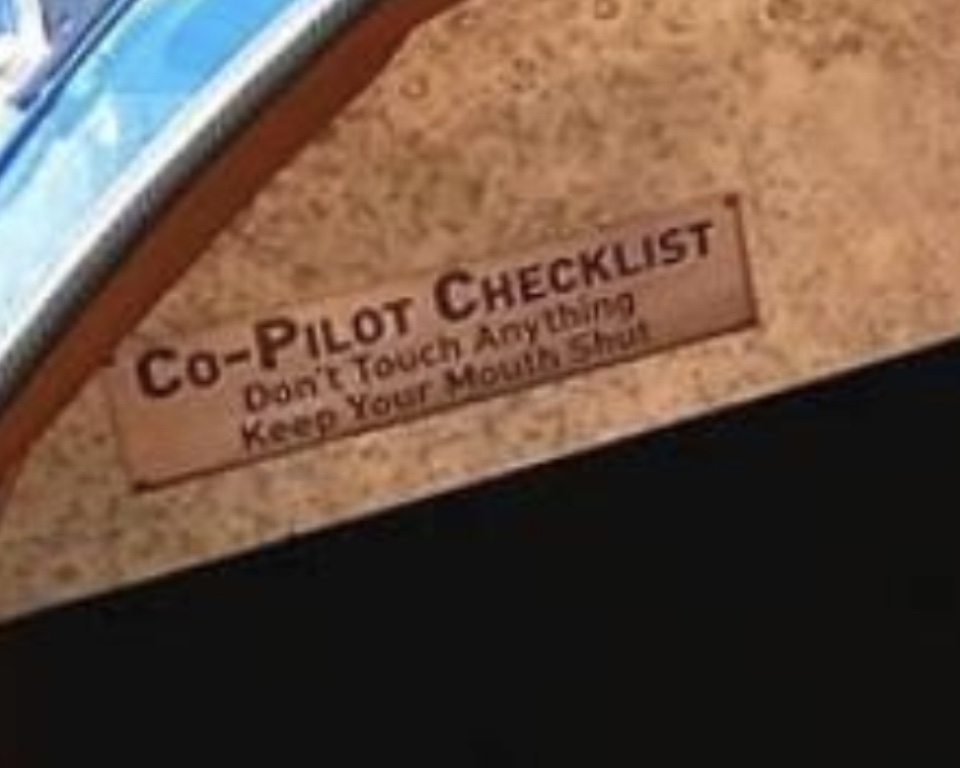 Co-Pilot Checklist
Don't Touch Anything
Keep Your Mouth Shut